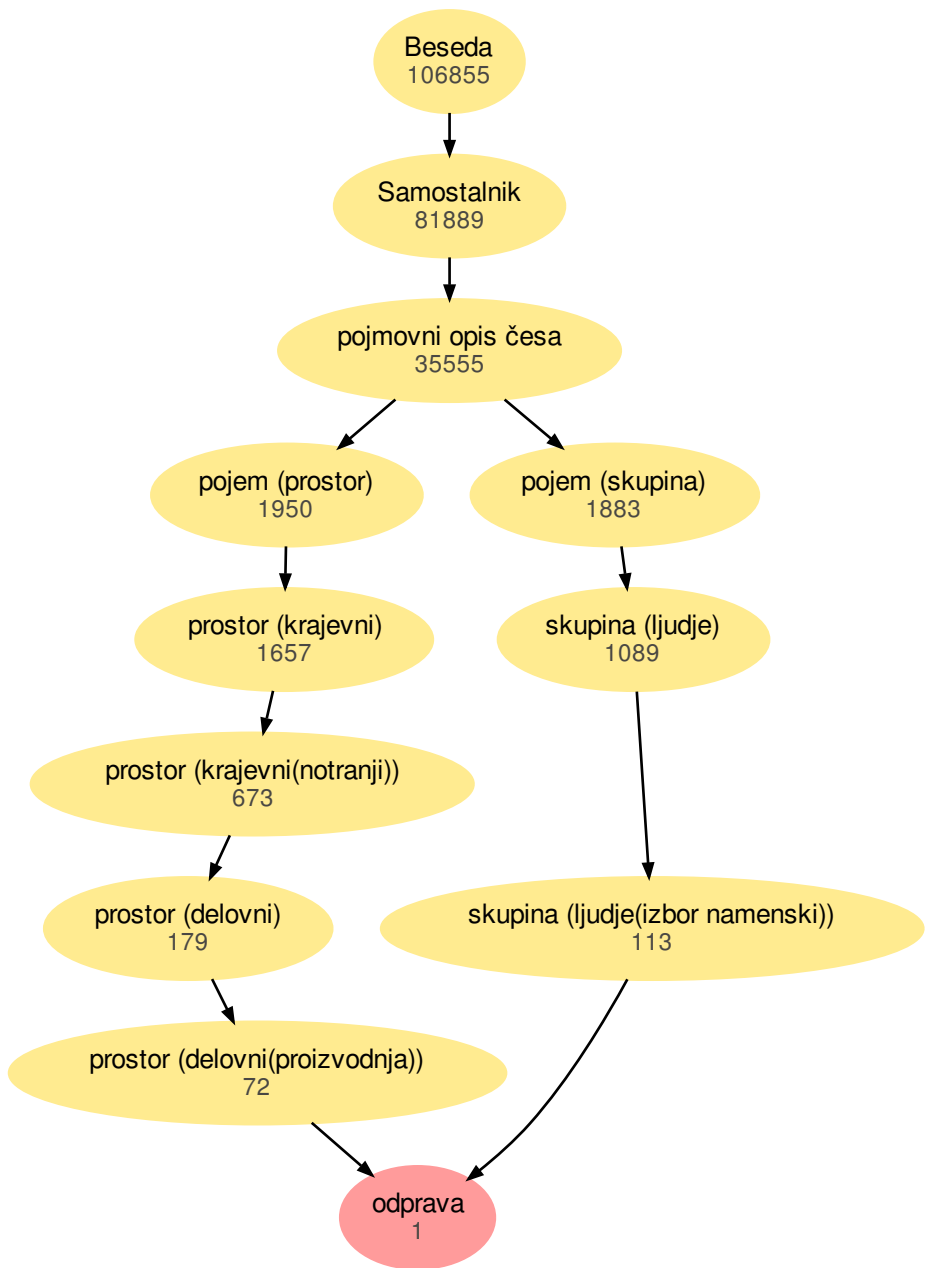 Beseda
106855
Samostalnik
81889
pojmovni opis česa
35555
pojem (prostor)
1950
pojem (skupina)
1883
prostor (krajevni)
1657
skupina (ljudje)
1089
prostor (krajevni(notranji))
673
prostor (delovni)
179
skupina (ljudje(izbor namenski))
113
prostor (delovni(proizvodnja))
72
odprava
1